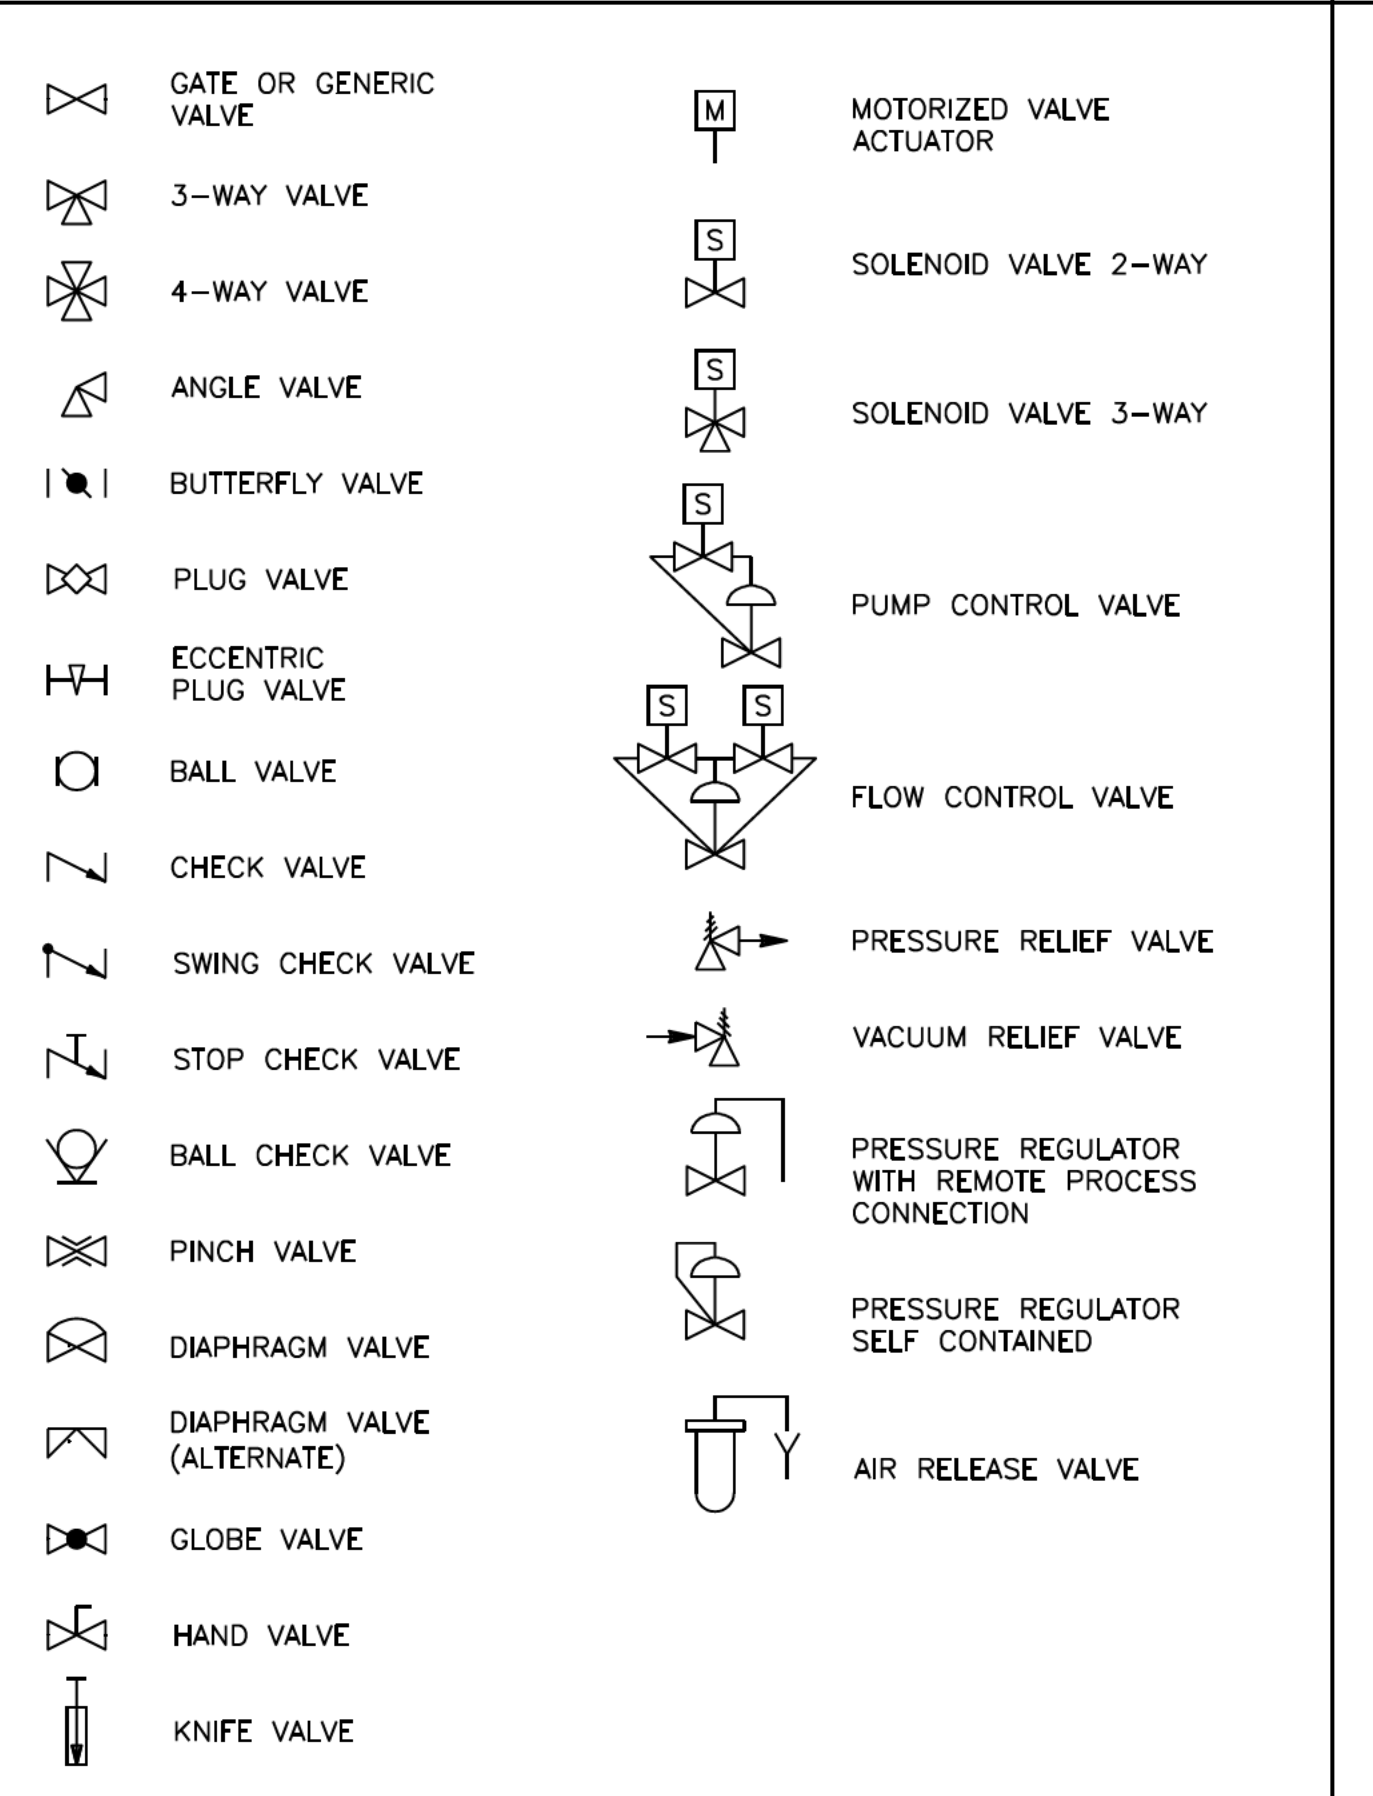 GATE OR GENERIC
VALVE
3-WAY VALVE
4-WAY VALVE
ANGLE VALVE
BUTTERFLY VALVE
PLUG VALVE
ECCENTRIC
PLUG VALVE
BALL VALVE
CHECK VALVE
SWING CHECK VALVE
STOP CHECK VALVE
BALL CHECK VALVE
PINCH VALVE
DIAPHRAGM VALVE
DIAPHRAGM VALVE
(ALTERNATE)
GLOBE VALVE
HAND VALVE
KNIFE VALVE
M
MOTORIZED VALVE
ACTUATOR
S
SOLENOID VALVE 2-WAY
S
SOLENOID VALVE 3-WAY
S
PUMP CONTROL VALVE
S S
FLOW CONTROL VALVE
PRESSURE RELIEF VALVE
VACUUM RELIEF VALVE
PRESSURE REGULATOR
WITH REMOTE PROCESS
CONNECTION
PRESSURE REGULATOR
SELF CONTAINED
AIR RELEASE VALVE